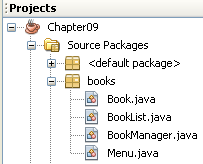 Projects
Chapter09
Source Packages
<default package>
books
Book.java
BookList.java
BookManager.java
Menu.java